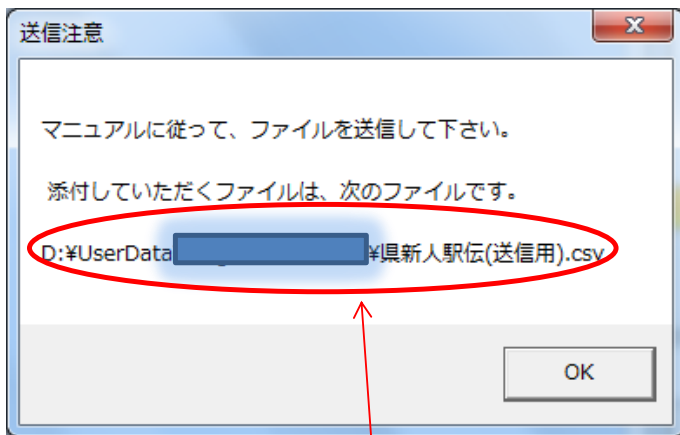 送信注意
マニュアルに従って、ファイルを送信して下さい。
添付していただくファイルは、次のファイルです。
D:¥UserData ¥県新人駅伝(送信用).csv
OK